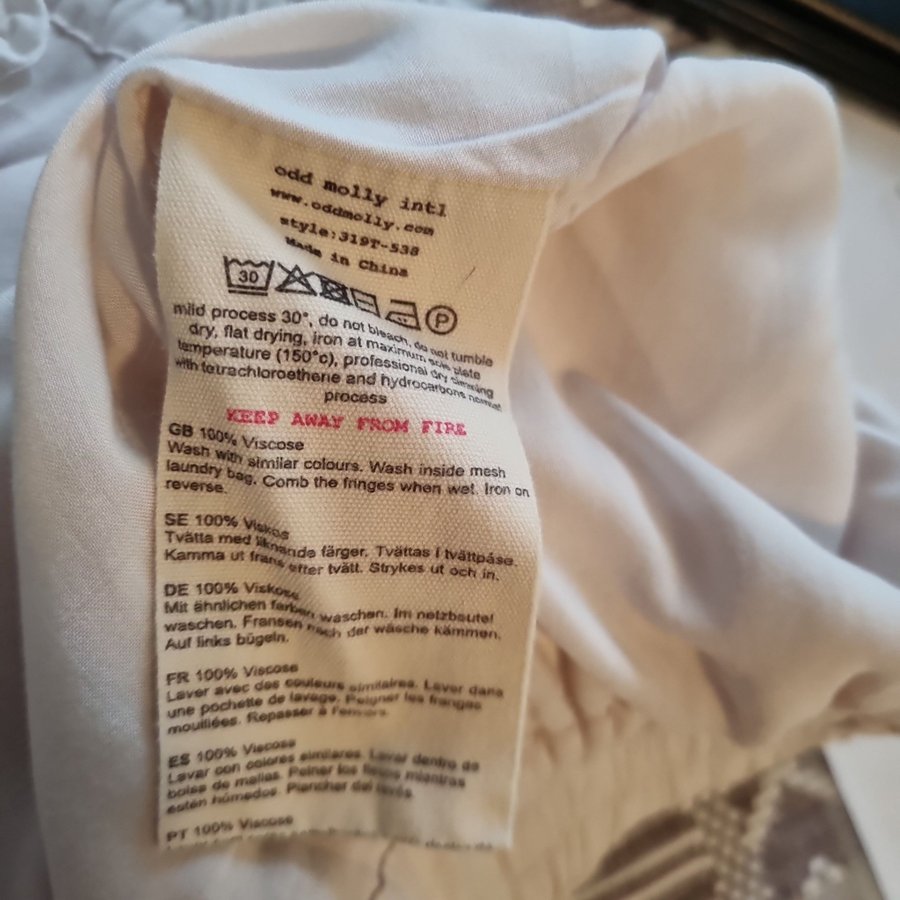 odd molly intl
www.oddmolly.com
style:319T-538
Made in China
30 P
mild process 30°, do not bleach, do not tumble
dry, flat drying, iron at maximum sole plate
temperature (150°c), professional dry cleaning
with tetrachloroethene and hydrocarbons normal
process
KEEP AWAY FROM FIRE
GB 100% Viscose
Wash with similar colours. Wash inside mesh
laundry bag. Comb the fringes when wet. Iron on
reverse.
SE 100% Viskos
Tvätta med liknande färger. Tvättas i tvättpåse.
Kamma ut frans efter tvätt. Strykes ut och in.
DE 100% Viskose
Mit ähnlichen farben waschen. Im netzbeutel
waschen. Fransen nach der wäsche kämmen.
Auf links bügeln.
FR 100% Viscose
Laver avec des couleurs similaires. Laver dans
une pochette de lavage. Peigner les franges
mouillées. Repasser à l'envers.
ES 100% Viscose
Lavar con colores similares. Lavar dentro de
bolsa de mallas. Peinar los flecos mientras
estén húmedos. Planchar del revés.
PT 100% Viscose